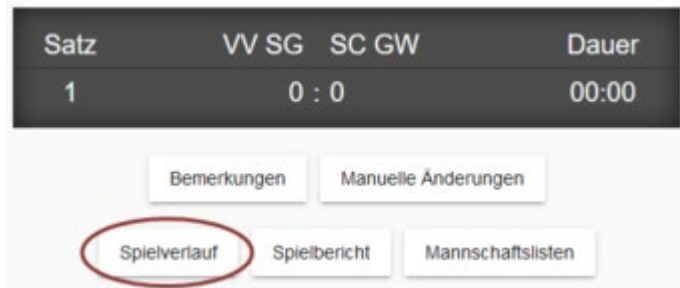 Satz VV SG SC GW Dauer
1 0 : 0 00:00
Bemerkungen Manuelle Änderungen
Spielverlauf Spielbericht Mannschaftslisten